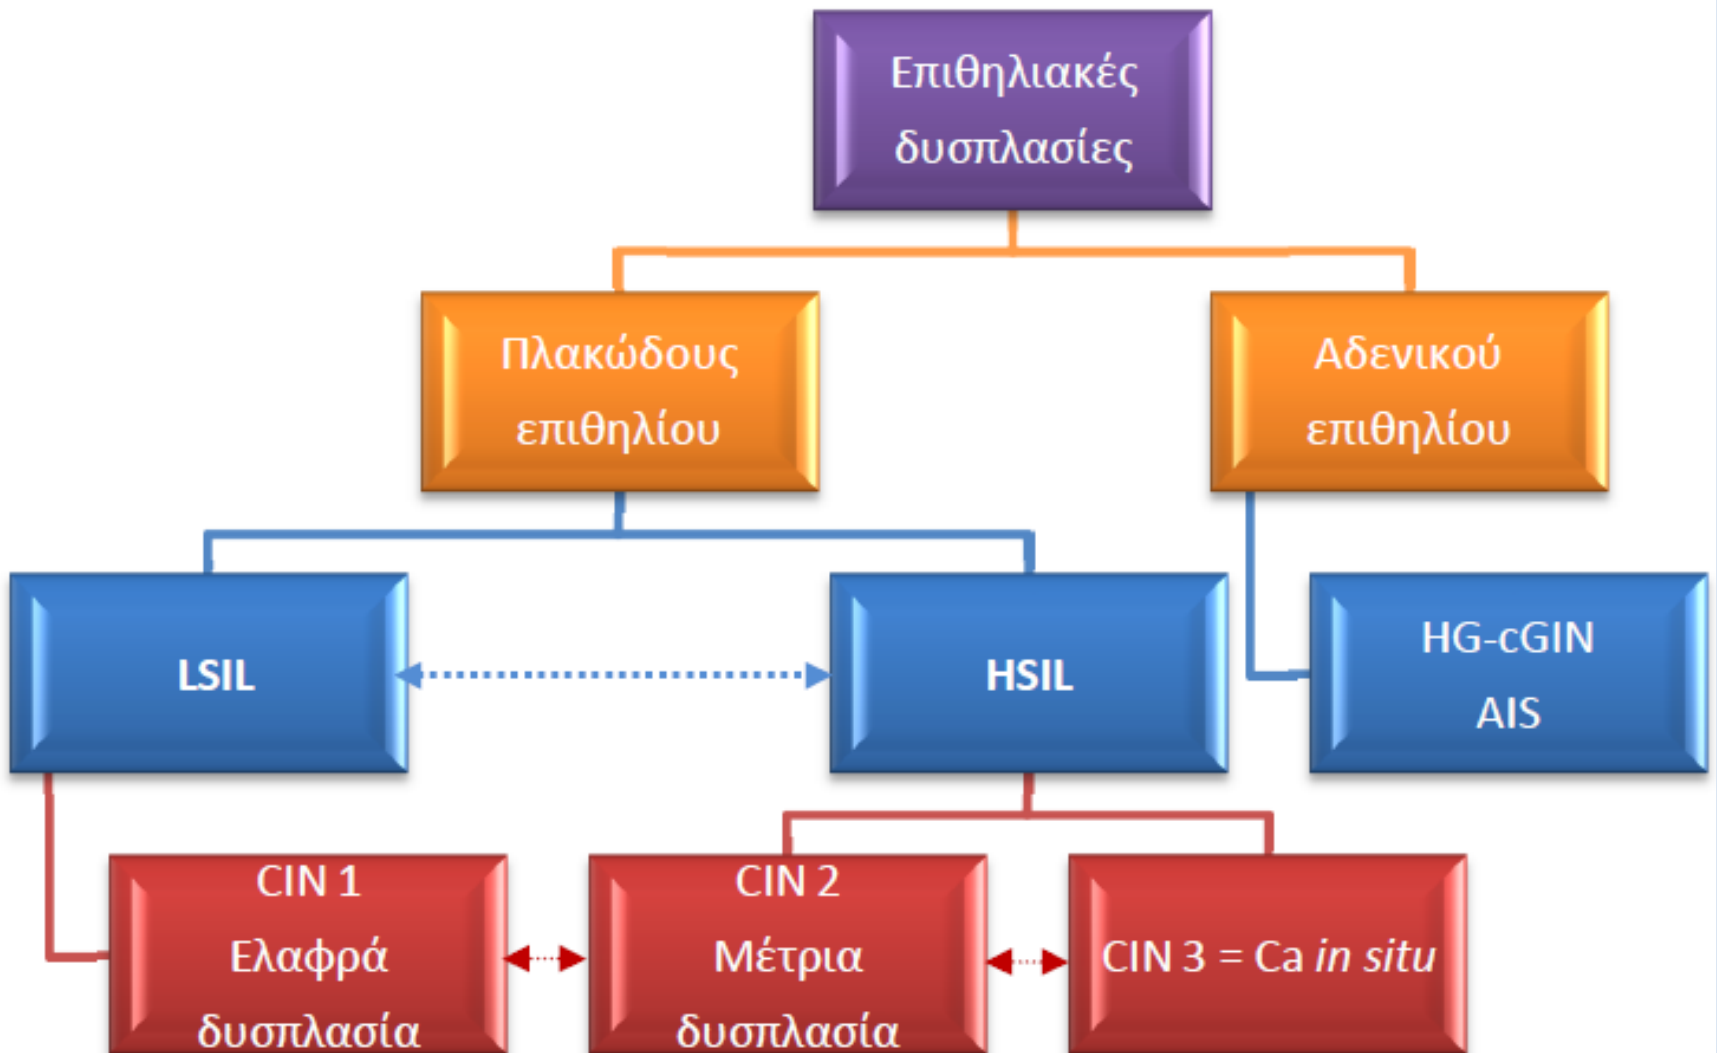 Επιθηλιακές
δυσπλασίες
Πλακώδους
επιθηλίου
Αδενικού
επιθηλίου
LSIL
HSIL
HG-cGIN
AIS
CIN 1
Ελαφρά
δυσπλασία
CIN 2
Μέτρια
δυσπλασία
CIN 3 = Ca in situ